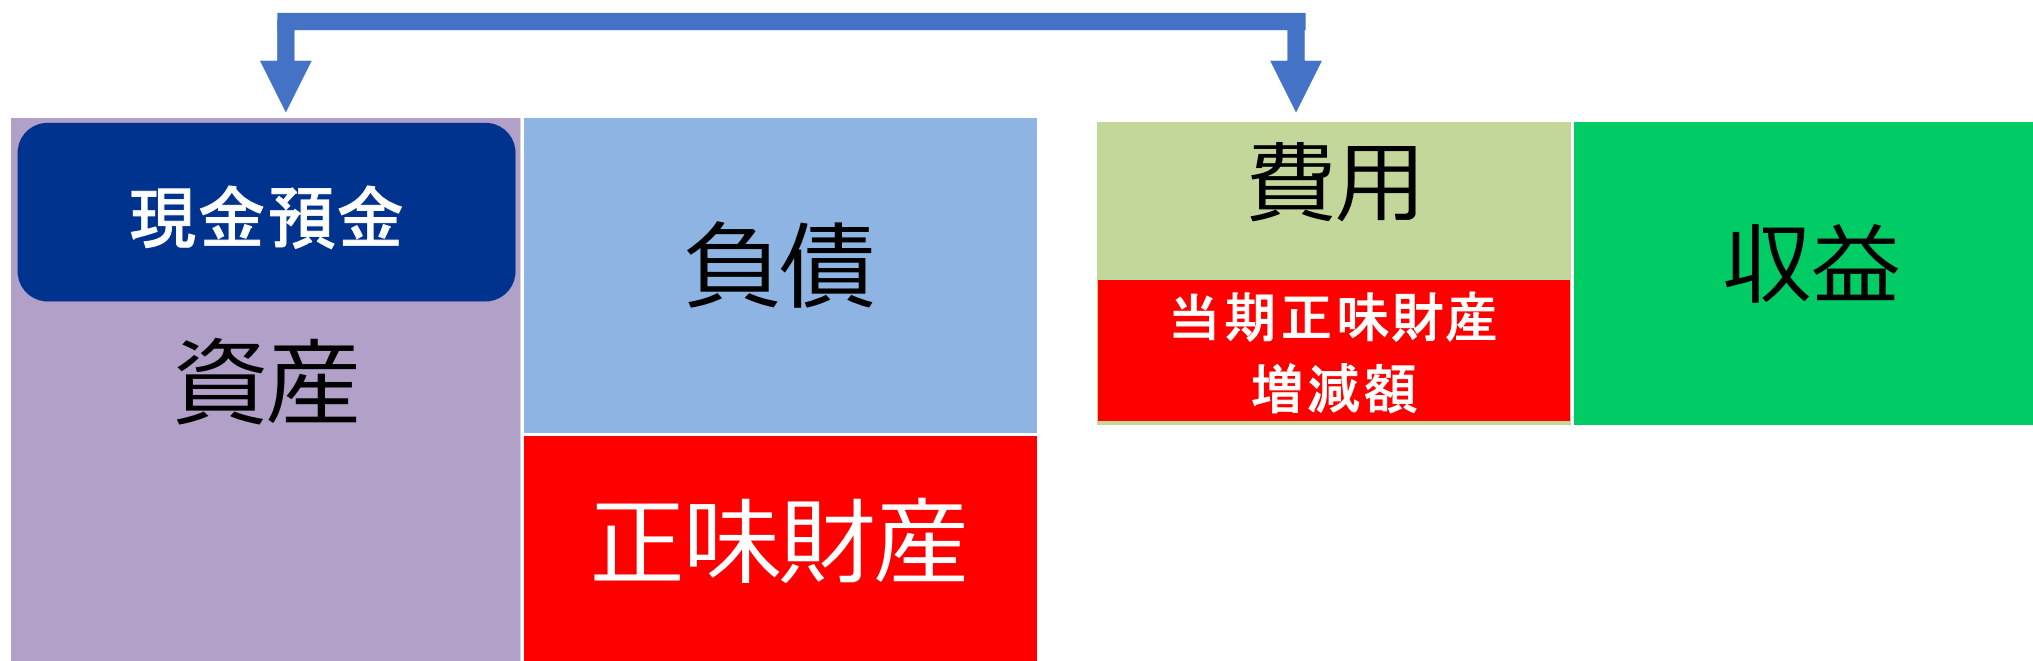 現金預金
資産
負債
正味財産
費用
当期正味財産
増減額
収益